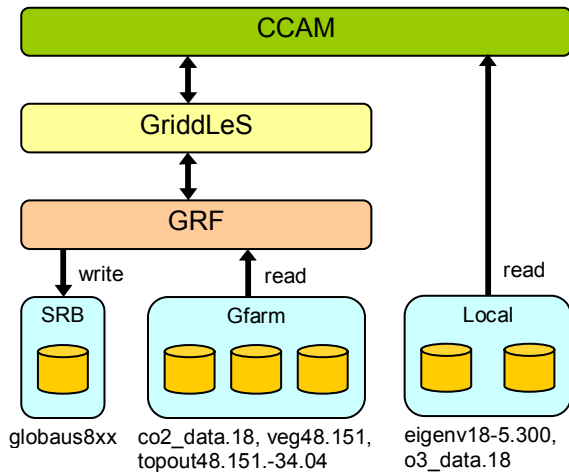 CCAM
GriddLeS
GRF
write
read
read
SRB
Gfarm
Local
globaus8xx
co2_data.18, veg48.151,
topout48.151.-34.04
eigenv18-5.300,
o3_data.18